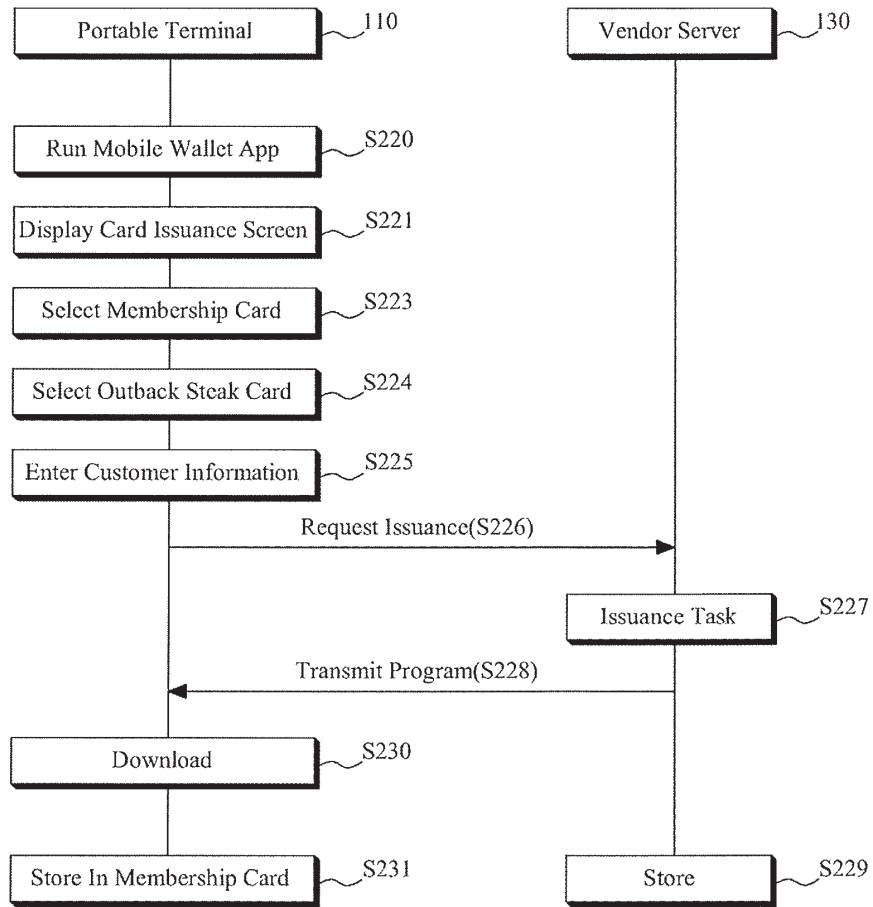 Portable Terminal 110
Vendor Server 130
Run Mobile Wallet App S220
Display Card Issuance Screen S221
Select Membership Card S223
Select Outback Steak Card S224
Enter Customer Information S225
Request Issuance(S226)
Issuance Task S227
Transmit Program(S228)
Download S230
Store In Membership Card S231
Store S229